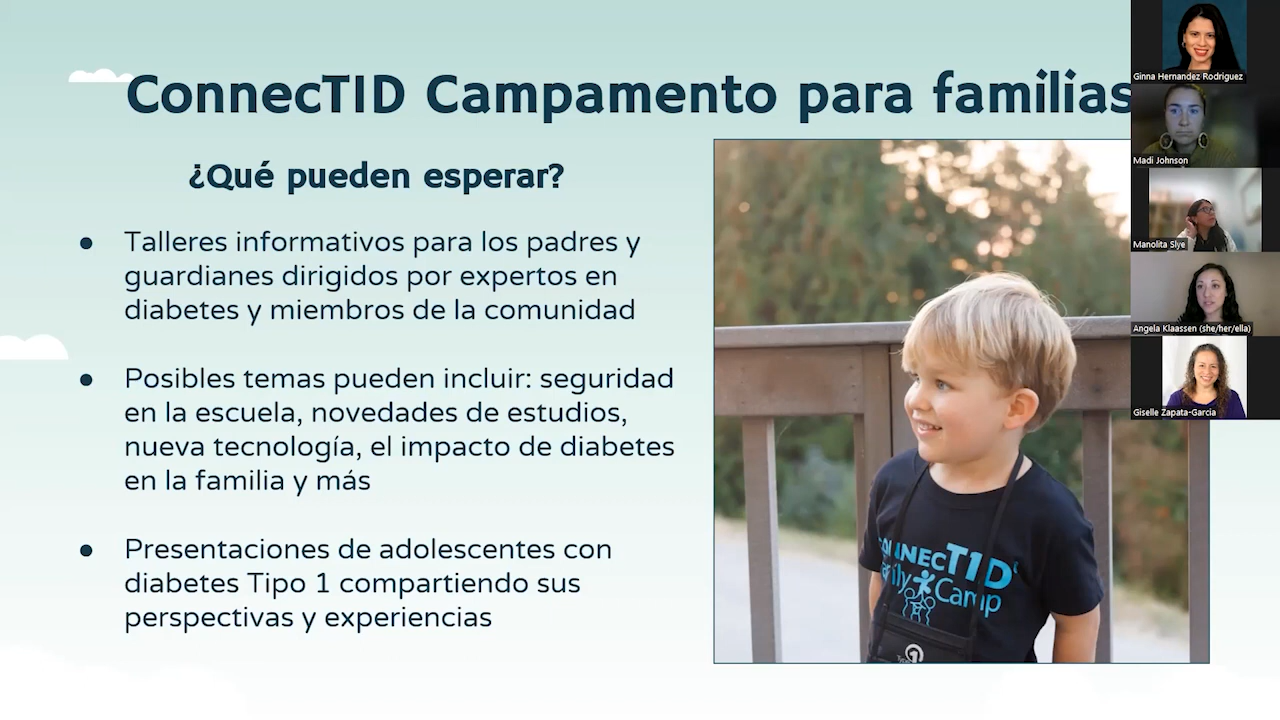 ConnecTID Campamento para familias
¿Qué pueden esperar?
● Talleres informativos para los padres y
guardianes dirigidos por expertos en
diabetes y miembros de la comunidad
● Posibles temas pueden incluir: seguridad
en la escuela, novedades de estudios,
nueva tecnología, el impacto de diabetes
en la familia y más
● Presentaciones de adolescentes con
diabetes Tipo 1 compartiendo sus
perspectivas y experiencias
CONNECT1D
Family Camp
Ginna Hernandez Rodriguez
Madi Johnson
Manolita Slye
Angela Klaassen (she/her/ella)
Giselle Zapata-García